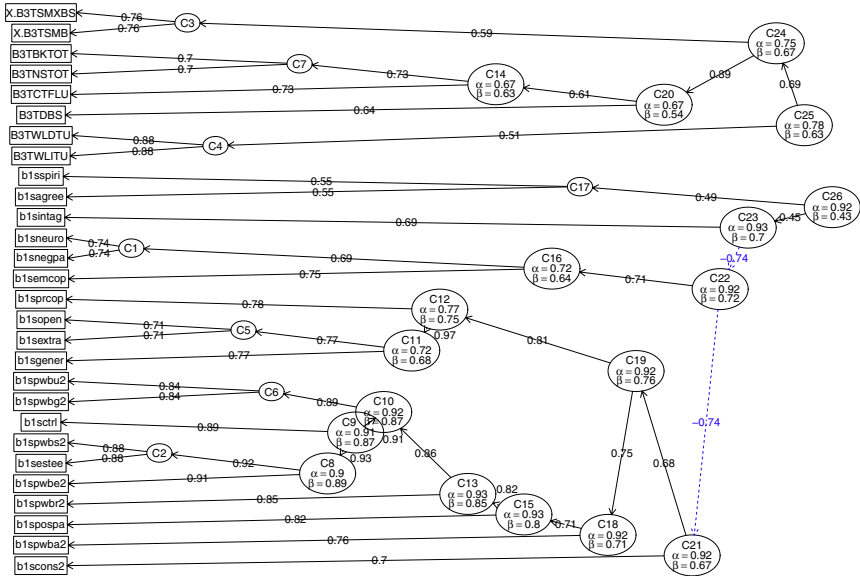 X.B3TSMXBS
X.B3TSMB
B3TBKTOT
B3TNSTOT
B3TCTFLU
B3TDBS
B3TWLDTU
B3TWLITU
b1sspiri
b1sagree
b1sintag
b1sneuro
b1snegpa
b1semcop
b1sprcop
b1sopen
b1sextra
b1sgener
b1spwbu2
b1spwbg2
b1sctrl
b1spwbs2
b1sestee
b1spwbe2
b1spwbr2
b1spospa
b1spwba2
b1scons2
0.76
0.76
C3
0.59
C24
α = 0.75
β = 0.67
0.7
0.7
C7
0.73
C14
α = 0.67
β = 0.63
0.73
0.61
C20
α = 0.67
β = 0.54
0.89
0.69
0.64
C25
α = 0.78
β = 0.63
0.88
0.88
C4
0.51
0.55
0.55
C17
0.49
C26
α = 0.92
β = 0.43
0.45
C23
α = 0.93
β = 0.7
0.69
0.74
0.74
C1
0.69
C16
α = 0.72
β = 0.64
0.75
0.71
−0.74
C22
α = 0.92
β = 0.72
0.78
C12
α = 0.77
β = 0.75
0.97
0.71
0.71
C5
0.77
C11
α = 0.72
β = 0.68
0.77
0.81
C19
α = 0.92
β = 0.76
0.84
0.84
C6
0.89
C10
α = 0.92
β = 0.87
0.91
0.89
C9
α = 0.91
β = 0.87
0.93
−0.74
0.88
0.88
C2
0.92
C8
α = 0.9
β = 0.89
0.91
0.86
0.75
0.68
C13
α = 0.93
β = 0.85
0.85
0.82
C15
α = 0.93
β = 0.8
0.82
0.71
C18
α = 0.92
β = 0.71
0.76
C21
α = 0.92
β = 0.67
0.7